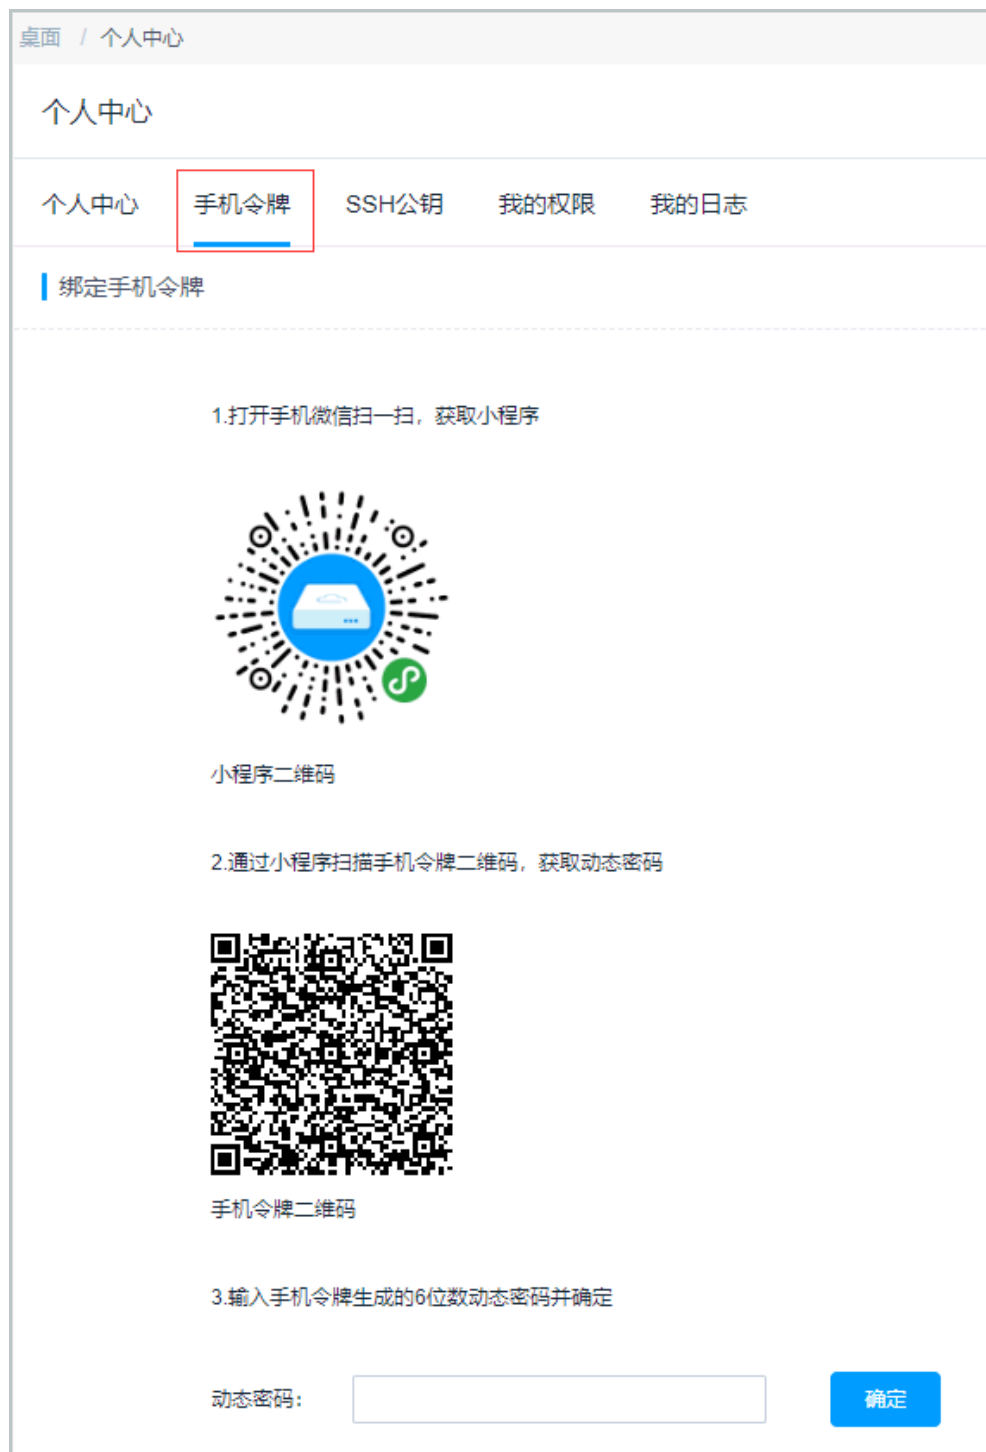 桌面 / 个人中心
个人中心
个人中心 手机令牌 SSH公钥 我的权限 我的日志
绑定手机令牌
1.打开手机微信扫一扫，获取小程序
小程序二维码
2.通过小程序扫描手机令牌二维码，获取动态密码
手机令牌二维码
3.输入手机令牌生成的6位数动态密码并确定
动态密码： 确定